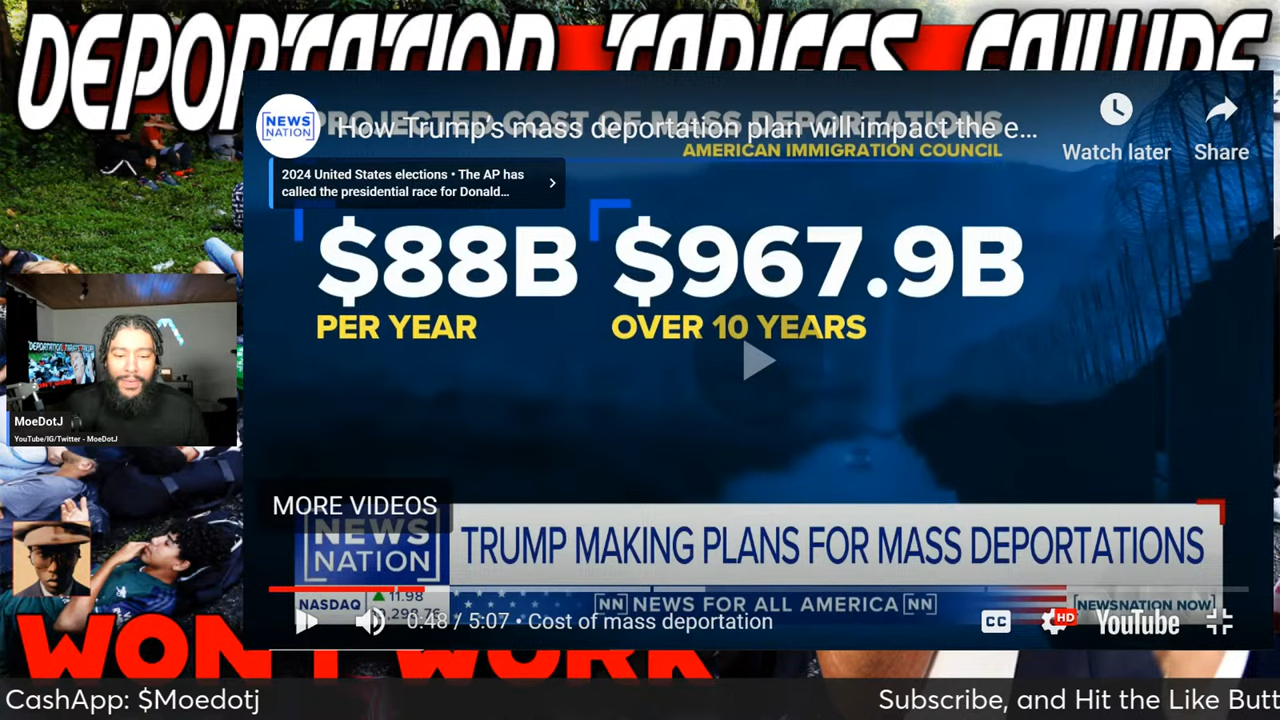 DEPORTATION TARIFFS FAILURE
PROJECTED COST OF MASS DEPORTATIONS
NEWS
NATION
How Trump's mass deportation plan will impact the e...
AMERICAN IMMIGRATION COUNCIL
Watch later
Share
2024 United States elections • The AP has
called the presidential race for Donald...
$88B
PER YEAR
$967.9B
OVER 10 YEARS
MoeDotJ
YouTube/IG/Twitter - MoeDotJ
MORE VIDEOS
NEWS
NATION
TRUMP MAKING PLANS FOR MASS DEPORTATIONS
NASDAQ
11.98
NN NEWS FOR ALL AMERICA NN
NEWSNATION NOW
0:48 / 5:07 • Cost of mass deportation
CC
HD
YouTube
WON'T WORK
CashApp: $Moedotj
Subscribe, and Hit the Like Butt